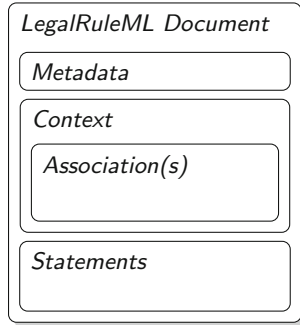 LegalRuleML Document
Metadata
Context
Association(s)
Statements